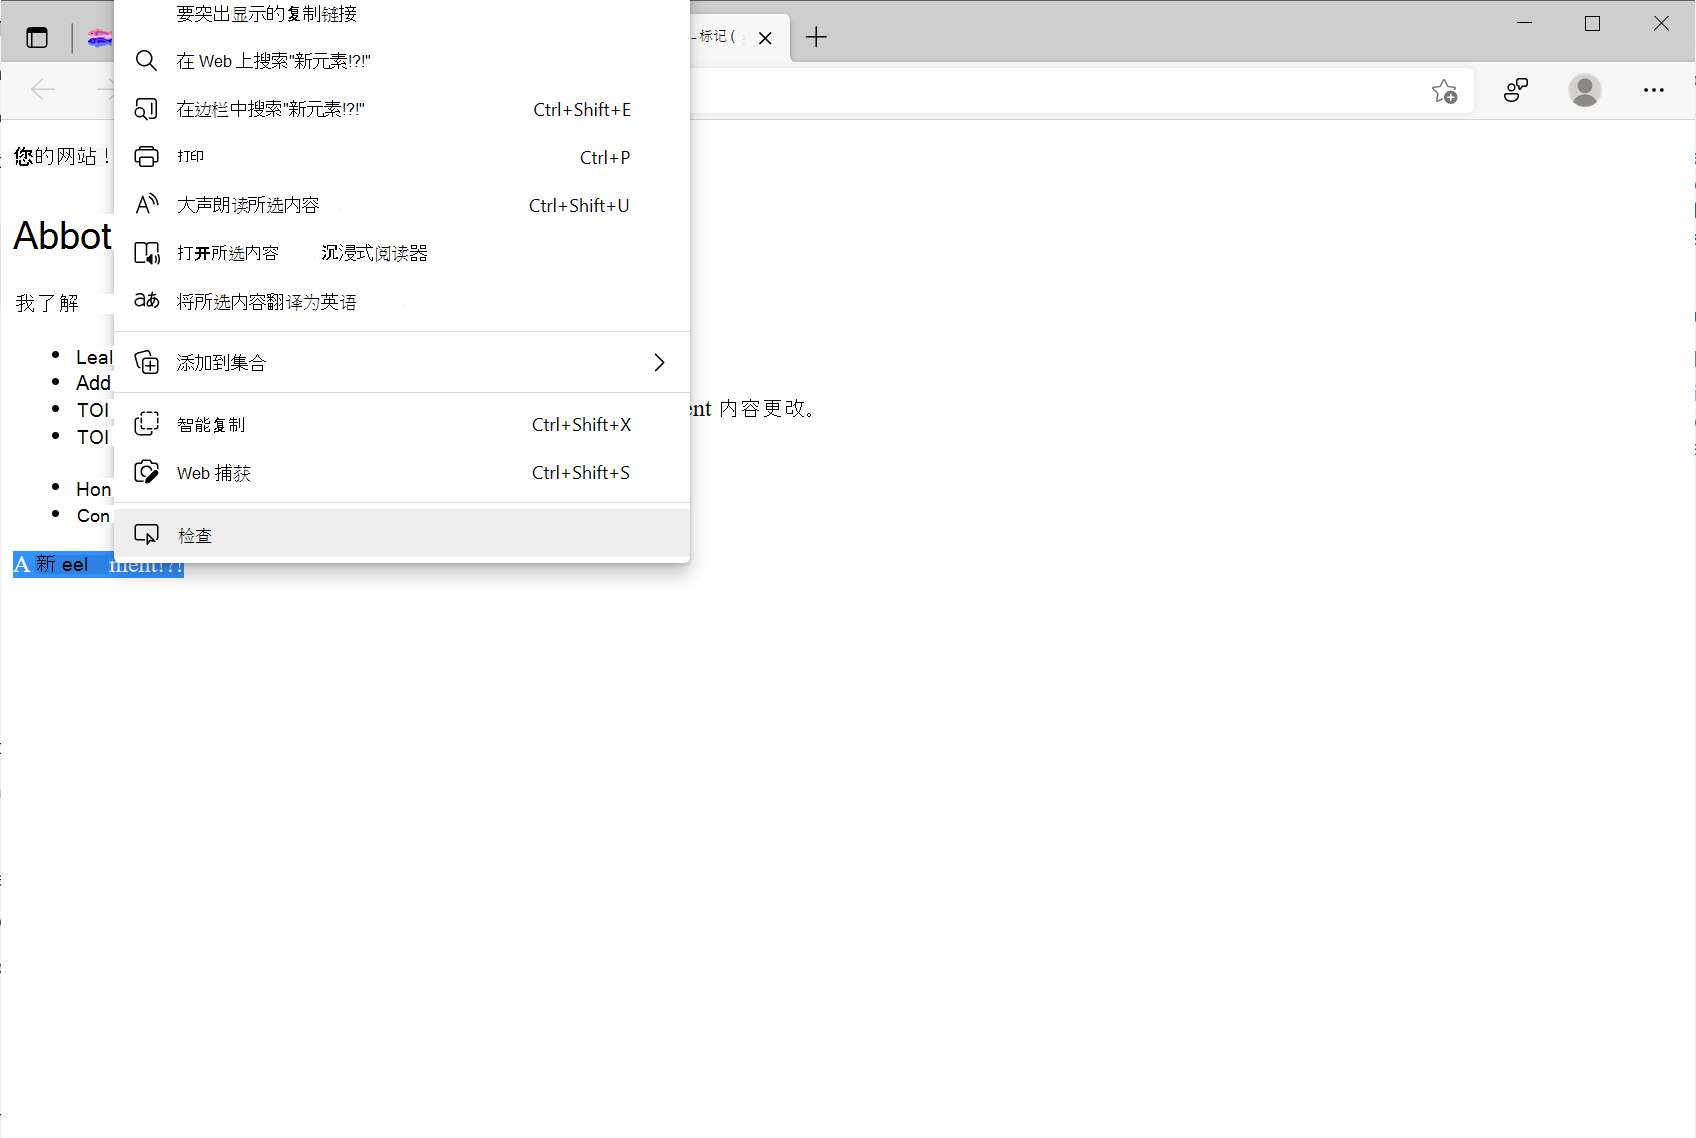 要突出显示的复制链接
-标记(
在 Web 上搜索"新元素!?!"
在边栏中搜索"新元素!?!" Ctrl+Shift+E
打印 Ctrl+P
大声朗读所选内容 Ctrl+Shift+U
打开所选内容 沉浸式阅读器
将所选内容翻译为英语
添加到集合
智能复制 Ctrl+Shift+X
Web 捕获 Ctrl+Shift+S
检查
您的网站!
Abbot
我了解
Leal
Add
TOI
ent 内容更改。
TOI
Hon
Con
A 新 eel ment!?!